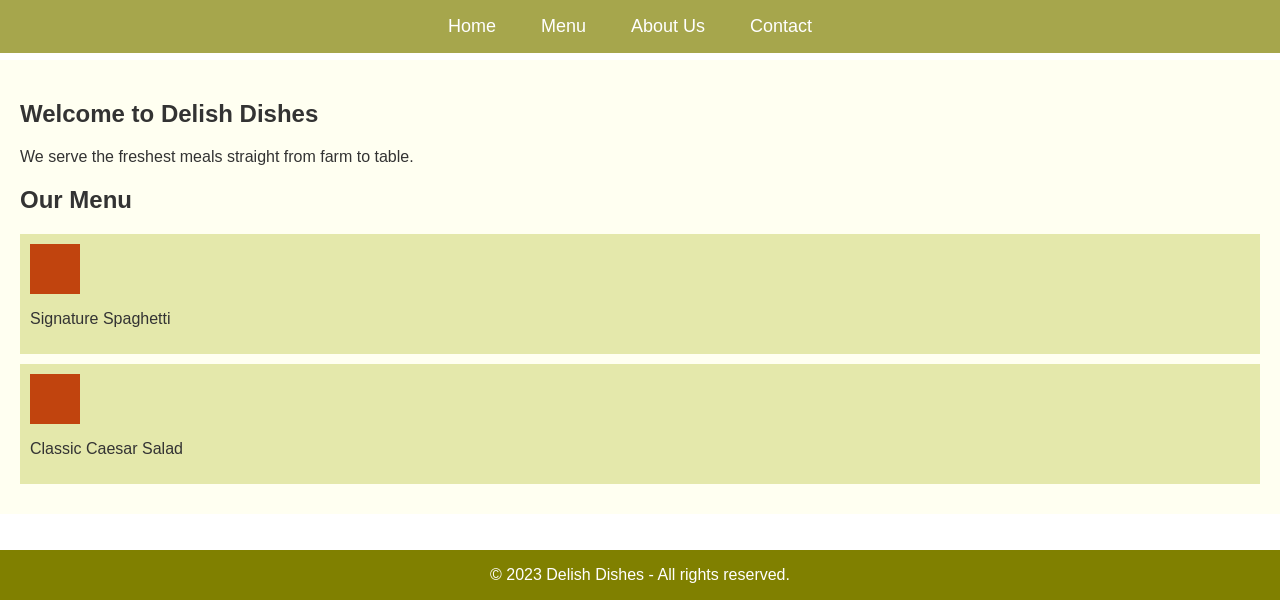 Home Menu About Us Contact
Welcome to Delish Dishes
We serve the freshest meals straight from farm to table.
Our Menu
Signature Spaghetti
Classic Caesar Salad
© 2023 Delish Dishes - All rights reserved.